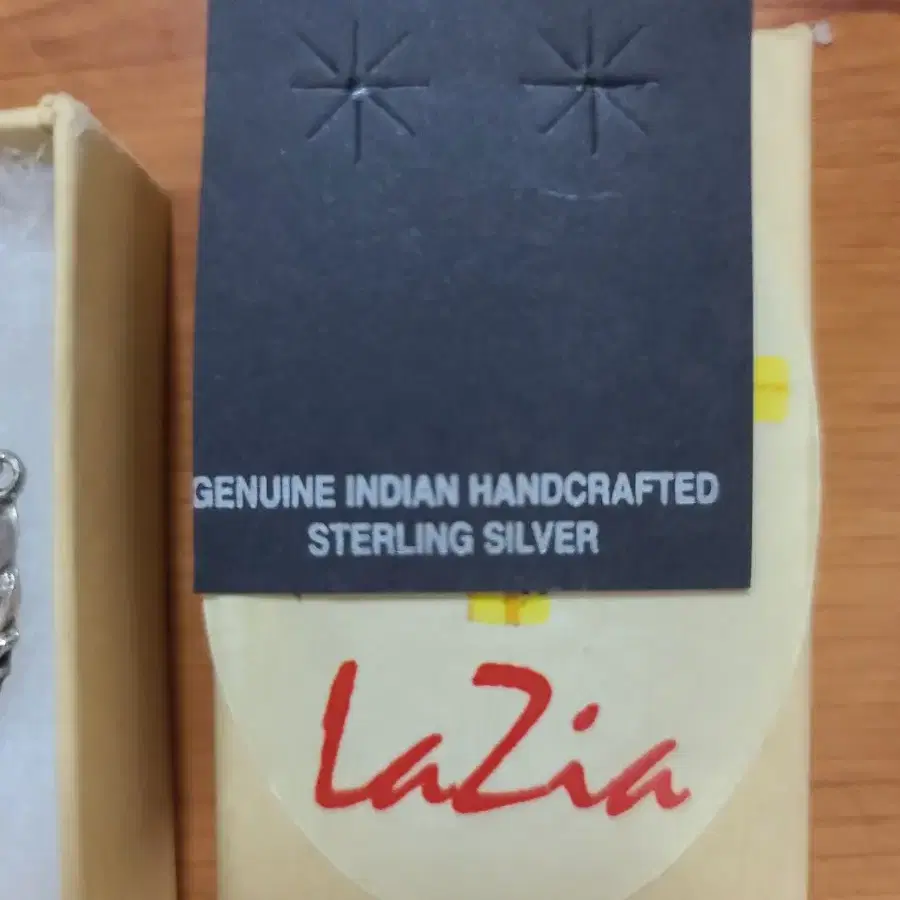 GENUINE INDIAN HANDCRAFTED
STERLING SILVER
LaZia